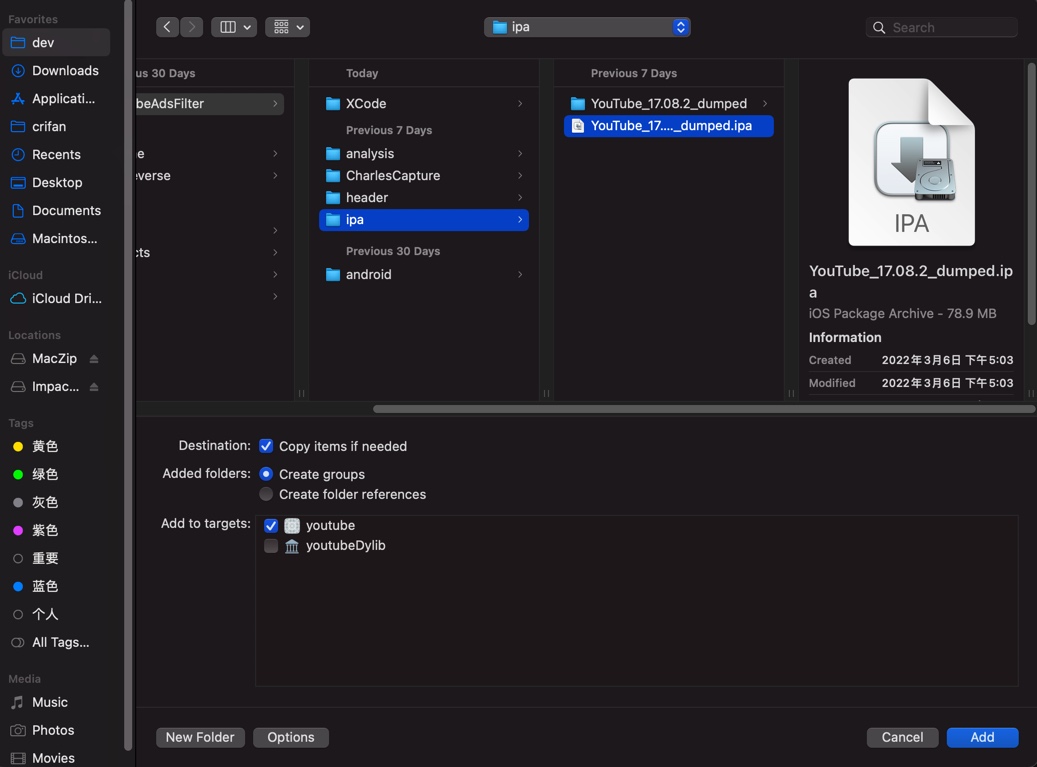 Favorites
dev
Downloads
Applicati...
crifan
Recents
Desktop
Documents
Macintos...
iCloud
iCloud Dri...
Locations
MacZip
Impac...
Tags
黄色
绿色
灰色
紫色
重要
蓝色
个人
All Tags...
Media
Music
Photos
Movies
ipa
Search
us 30 Days
beAdsFilter
e
everse
cts
Today
XCode
Previous 7 Days
analysis
CharlesCapture
header
ipa
Previous 30 Days
android
Previous 7 Days
YouTube_17.08.2_dumped
YouTube_17...._dumped.ipa
IPA
YouTube_17.08.2_dumped.ip
a
iOS Package Archive - 78.9 MB
Information
Created 2022年3月6日 下午5:03
Modified 2022年3月6日 下午5:03
Destination: Copy items if needed
Added folders: Create groups
Create folder references
Add to targets: youtube
youtubeDylib
New Folder Options Cancel Add